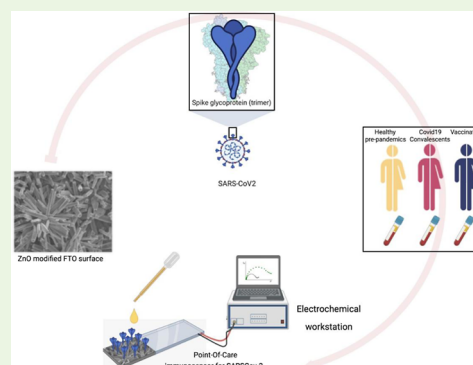 Spike glycoprotein (trimer)
SARS-CoV2
Healthy
pre-pandemics
Covid19
Convalescents
ZnO modified FTO surface
Electrochemical
workstation
Point-Of-Care